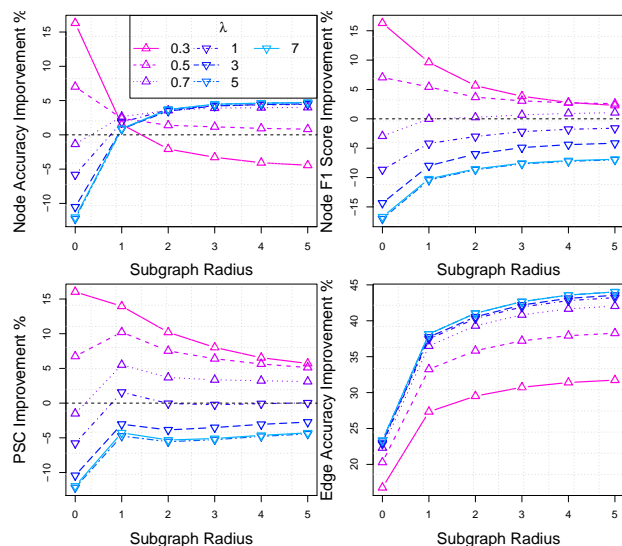 Node Accuracy Imporvement %
15
10
5
0
-5
-10
0 1 2 3 4 5
Subgraph Radius
λ
0.3 1 7
0.5 3
0.7 5
Node F1 Score Improvement %
15
10
5
0
-5
-10
-15
0 1 2 3 4 5
Subgraph Radius
PSC Improvement %
15
10
5
0
-5
-10
0 1 2 3 4 5
Subgraph Radius
Edge Accuracy Improvement %
45
40
35
30
25
20
0 1 2 3 4 5
Subgraph Radius